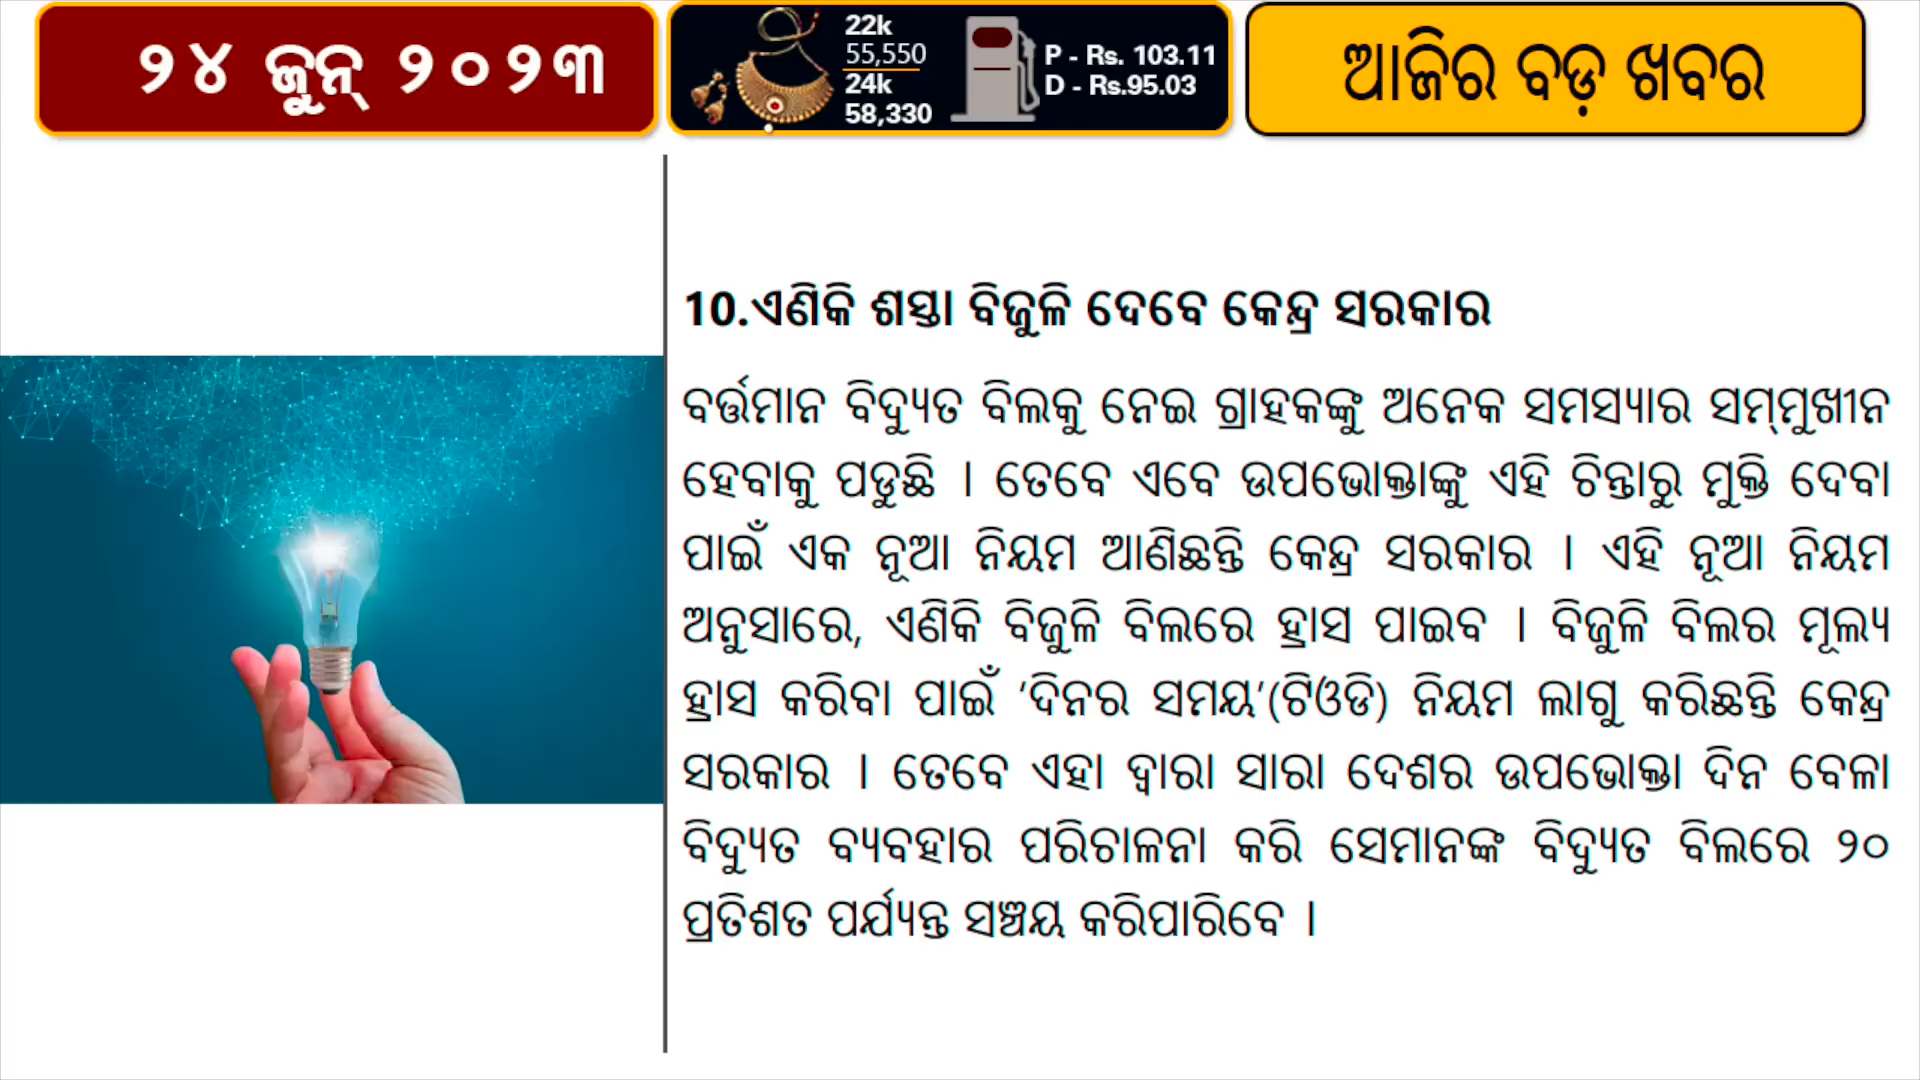 ୨୪ ଜୁନ୍ ୨୦୨୩
22k
55,550
24k
58,330
P - Rs. 103.11
D - Rs.95.03
ଆଜିର ବଡ଼ ଖବର
10.ଏଣିକି ଶସ୍ତା ବିଜୁଳି ଦେବେ କେନ୍ଦ୍ର ସରକାର
ବର୍ତ୍ତମାନ ବିଦ୍ୟୁତ ବିଲକୁ ନେଇ ଗ୍ରାହକଙ୍କୁ ଅନେକ ସମସ୍ୟାର ସମ୍‌ମୁଖୀନ
ହେବାକୁ ପଡୁଛି । ତେବେ ଏବେ ଉପଭୋକ୍ତାଙ୍କୁ ଏହି ଚିନ୍ତାରୁ ମୁକ୍ତି ଦେବା
ପାଇଁ ଏକ ନୂଆ ନିୟମ ଆଣିଛନ୍ତି କେନ୍ଦ୍ର ସରକାର । ଏହି ନୂଆ ନିୟମ
ଅନୁସାରେ, ଏଣିକି ବିଜୁଳି ବିଲରେ ହ୍ରାସ ପାଇବ । ବିଜୁଳି ବିଲର ମୂଲ୍ୟ
ହ୍ରାସ କରିବା ପାଇଁ ‘ଦିନର ସମୟ’(ଟିଓଡି) ନିୟମ ଲାଗୁ କରିଛନ୍ତି କେନ୍ଦ୍ର
ସରକାର । ତେବେ ଏହା ଦ୍ୱାରା ସାରା ଦେଶର ଉପଭୋକ୍ତା ଦିନ ବେଳା
ବିଦ୍ୟୁତ ବ୍ୟବହାର ପରିଚାଳନା କରି ସେମାନଙ୍କ ବିଦ୍ୟୁତ ବିଲରେ ୨୦
ପ୍ରତିଶତ ପର୍ଯ୍ୟନ୍ତ ସଞ୍ଚୟ କରିପାରିବେ ।